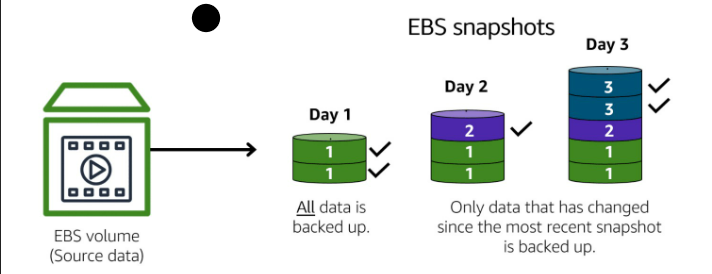 EBS snapshots
Day 1
Day 2
Day 3
1
1
2
1
1
3
3
2
1
1
EBS volume
(Source data)
All data is
backed up.
Only data that has changed
since the most recent snapshot
is backed up.